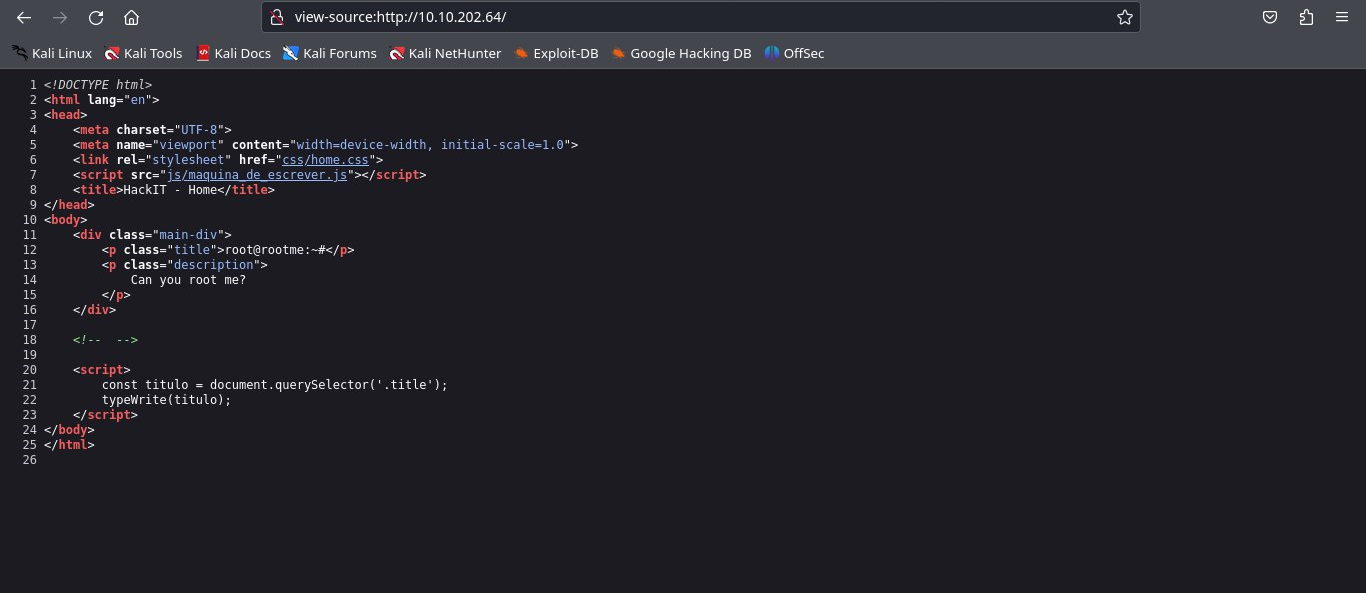 view-source:http://10.10.202.64/
Kali Linux Kali Tools Kali Docs Kali Forums Kali NetHunter Exploit-DB Google Hacking DB OffSec
1 <!DOCTYPE html>
2 <html lang="en">
3 <head>
4     <meta charset="UTF-8">
5     <meta name="viewport" content="width=device-width, initial-scale=1.0">
6     <link rel="stylesheet" href="css/home.css">
7     <script src="js/maquina_de_escrever.js"></script>
8     <title>HackIT - Home</title>
9 </head>
10 <body>
11     <div class="main-div">
12         <p class="title">root@rootme:~#</p>
13         <p class="description">
14             Can you root me?
15         </p>
16     </div>
17
18     <!--  -->
19
20     <script>
21         const titulo = document.querySelector('.title');
22         typeWrite(titulo);
23     </script>
24 </body>
25 </html>
26